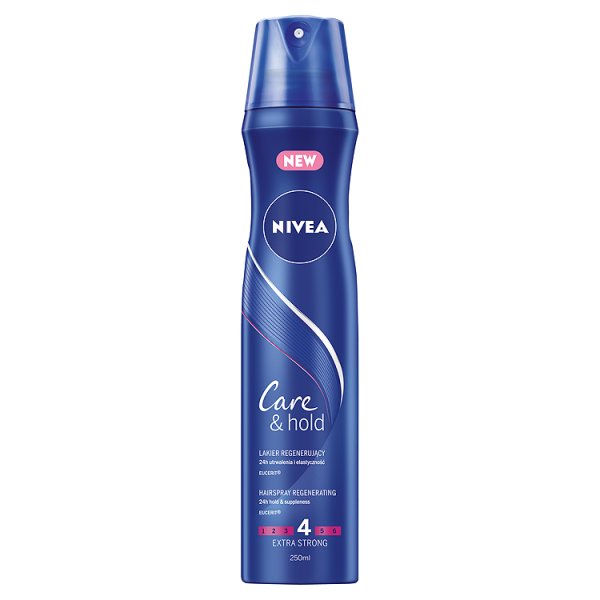 NEW
NIVEA
Care
& hold
LAKIER REGENERUJĄCY
24h utrwalenia i elastyczność
EUCERIT®
HAIRSPRAY REGENERATING
24h hold & suppleness
EUCERIT®
1 2 3 4 5 6
EXTRA STRONG
250ml